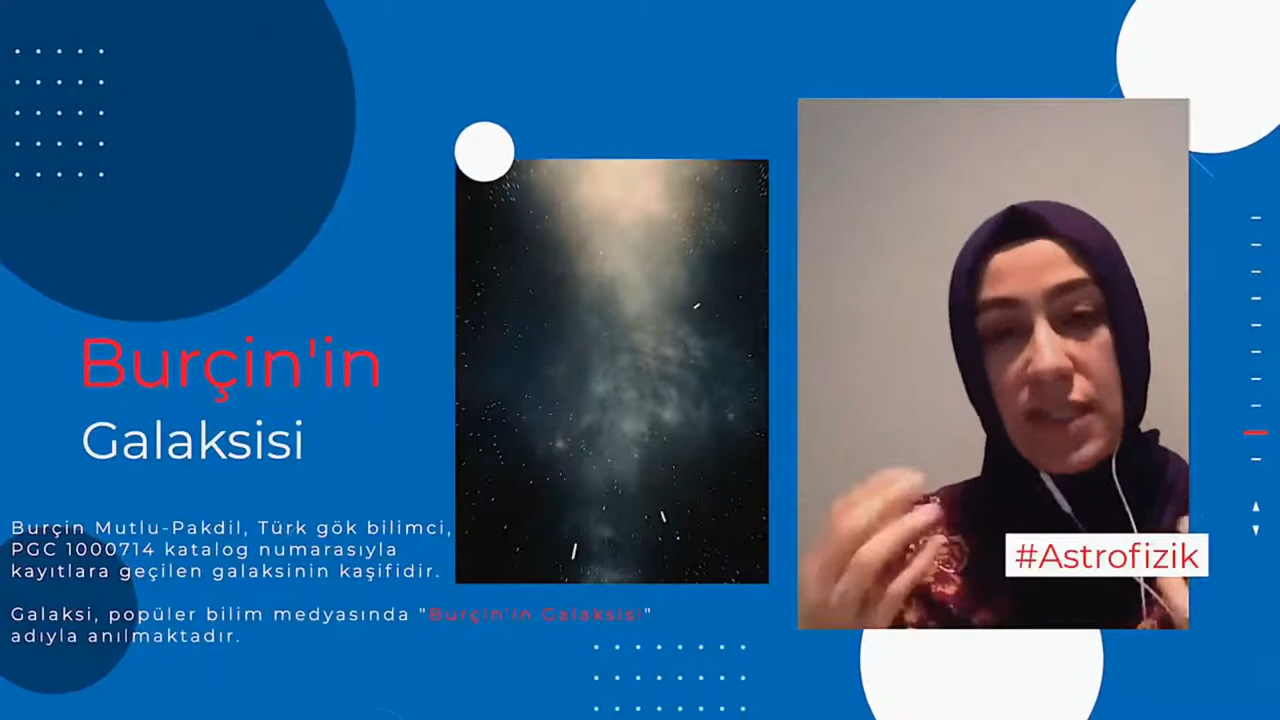 Burçin'in
Galaksisi
Burçin Mutlu-Pakdil, Türk gök bilimci,
PGC 1000714 katalog numarasıyla
kayıtlara geçilen galaksinin kaşifidir.
Galaksi, popüler bilim medyasında "Burçin'in Galaksisi"
adıyla anılmaktadır.
#Astrofizik